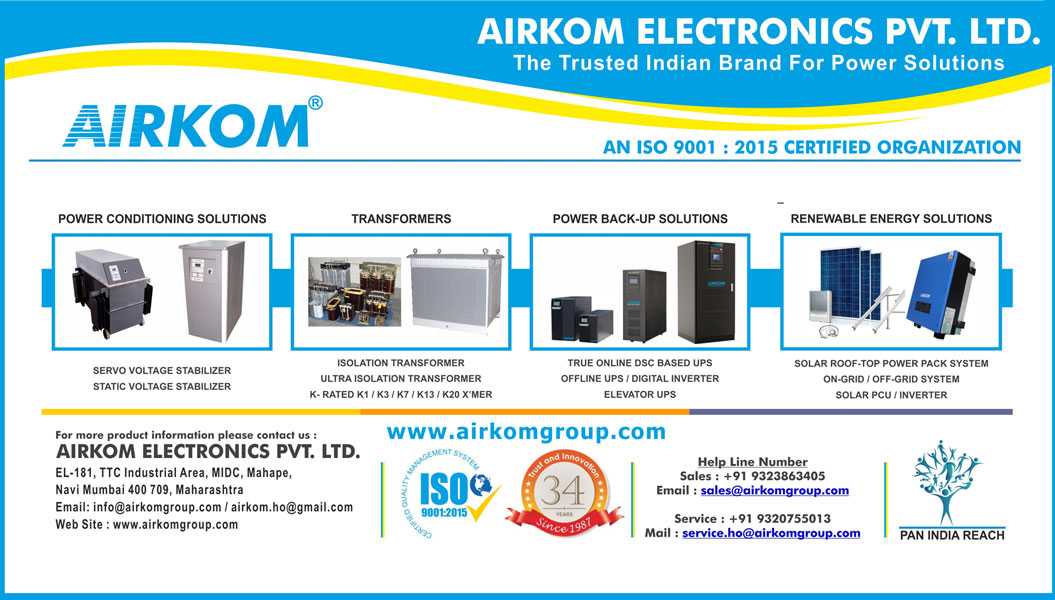 AIRKOM ELECTRONICS PVT. LTD.
The Trusted Indian Brand For Power Solutions
AIRKOM®
AN ISO 9001 : 2015 CERTIFIED ORGANIZATION
POWER CONDITIONING SOLUTIONS
SERVO VOLTAGE STABILIZER
STATIC VOLTAGE STABILIZER
TRANSFORMERS
ISOLATION TRANSFORMER
ULTRA ISOLATION TRANSFORMER
K- RATED K1 / K3 / K7 / K13 / K20 X'MER
POWER BACK-UP SOLUTIONS
AIRKOM
TRUE ONLINE DSC BASED UPS
OFFLINE UPS / DIGITAL INVERTER
ELEVATOR UPS
RENEWABLE ENERGY SOLUTIONS
AIRKOM
SOLAR ROOF-TOP POWER PACK SYSTEM
ON-GRID / OFF-GRID SYSTEM
SOLAR PCU / INVERTER
For more product information please contact us :
AIRKOM ELECTRONICS PVT. LTD.
EL-181, TTC Industrial Area, MIDC, Mahape,
Navi Mumbai 400 709, Maharashtra
Email: info@airkomgroup.com / airkom.ho@gmail.com
Web Site : www.airkomgroup.com
www.airkomgroup.com
CERTIFIED QUALITY MANAGEMENT SYSTEM
ISO
9001:2015
Trust and Innovation
34
YEARS
Since 1987
Help Line Number
Sales : +91 9323863405
Email : sales@airkomgroup.com
Service : +91 9320755013
Mail : service.ho@airkomgroup.com
PAN INDIA REACH